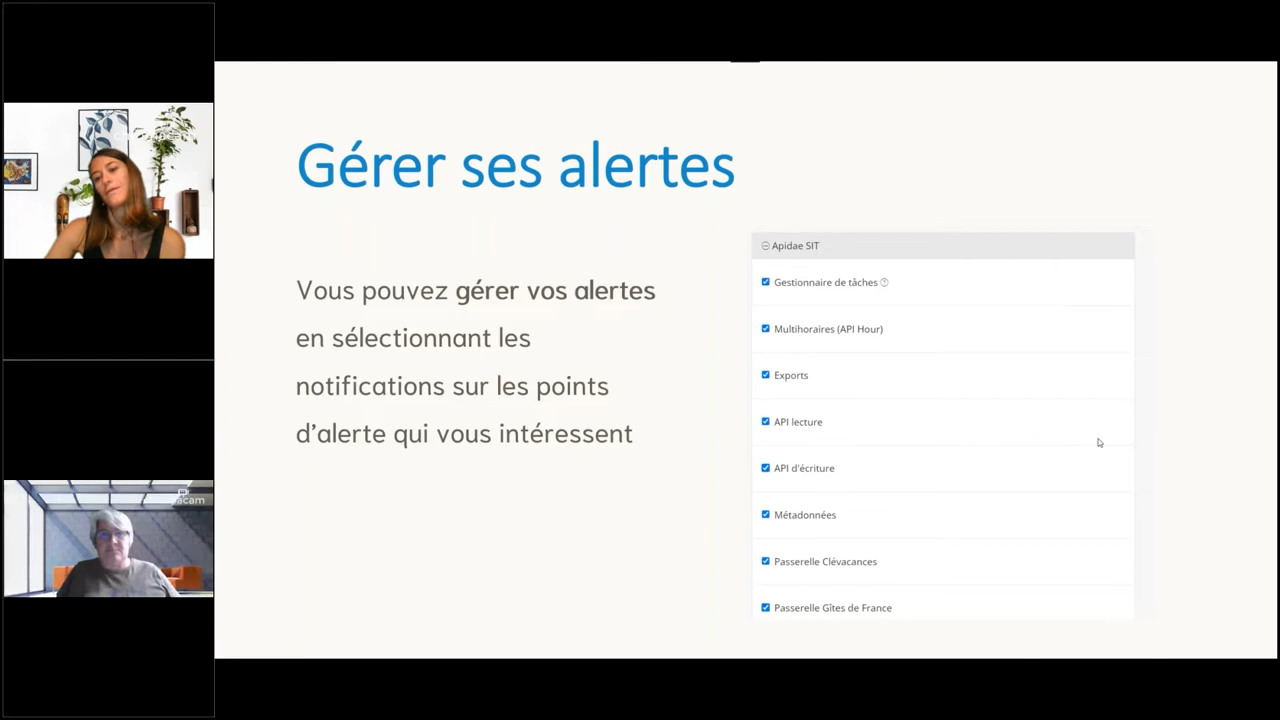 Gérer ses alertes
Vous pouvez gérer vos alertes
en sélectionnant les
notifications sur les points
d'alerte qui vous intéressent
Apidae SIT
Gestionnaire de tâches
Multihoraires (API Hour)
Exports
API lecture
API d'écriture
Métadonnées
Passerelle Clévacances
Passerelle Gîtes de France